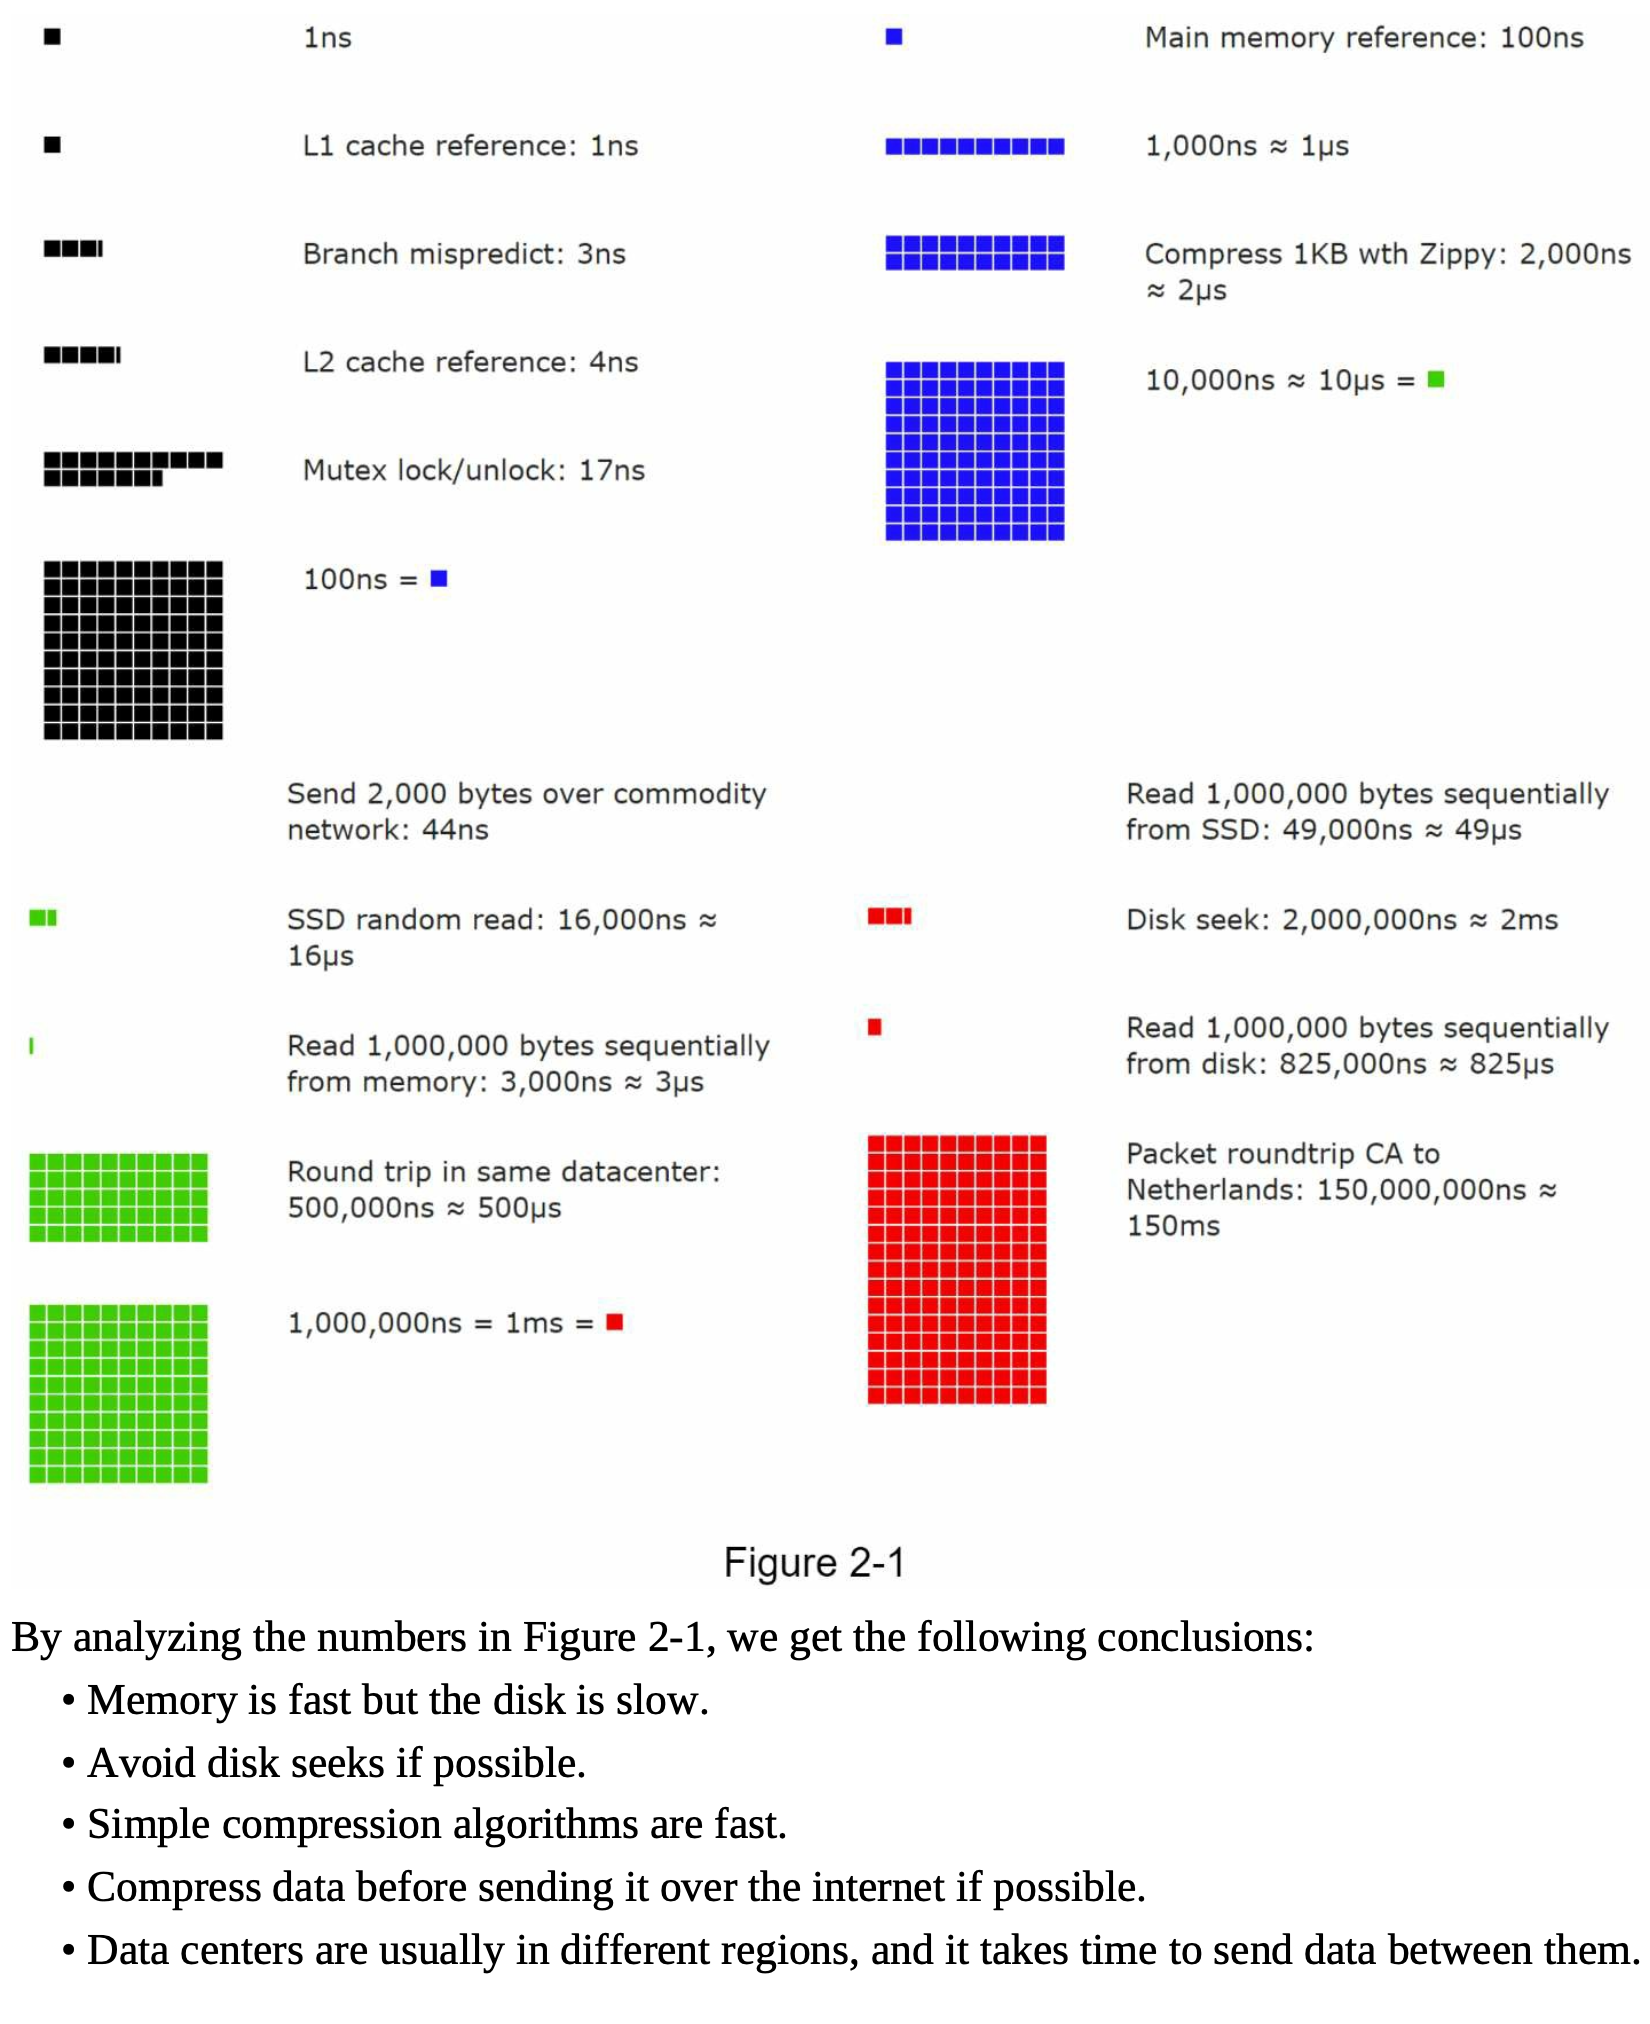 1ns
L1 cache reference: 1ns
Branch mispredict: 3ns
L2 cache reference: 4ns
Mutex lock/unlock: 17ns
100ns =
Main memory reference: 100ns
1,000ns ≈ 1µs
Compress 1KB wth Zippy: 2,000ns
≈ 2µs
10,000ns ≈ 10µs =
Send 2,000 bytes over commodity
network: 44ns
SSD random read: 16,000ns ≈
16µs
Read 1,000,000 bytes sequentially
from memory: 3,000ns ≈ 3µs
Round trip in same datacenter:
500,000ns ≈ 500µs
1,000,000ns = 1ms =
Read 1,000,000 bytes sequentially
from SSD: 49,000ns ≈ 49µs
Disk seek: 2,000,000ns ≈ 2ms
Read 1,000,000 bytes sequentially
from disk: 825,000ns ≈ 825µs
Packet roundtrip CA to
Netherlands: 150,000,000ns ≈
150ms
Figure 2-1
By analyzing the numbers in Figure 2-1, we get the following conclusions:
• Memory is fast but the disk is slow.
• Avoid disk seeks if possible.
• Simple compression algorithms are fast.
• Compress data before sending it over the internet if possible.
• Data centers are usually in different regions, and it takes time to send data between them.